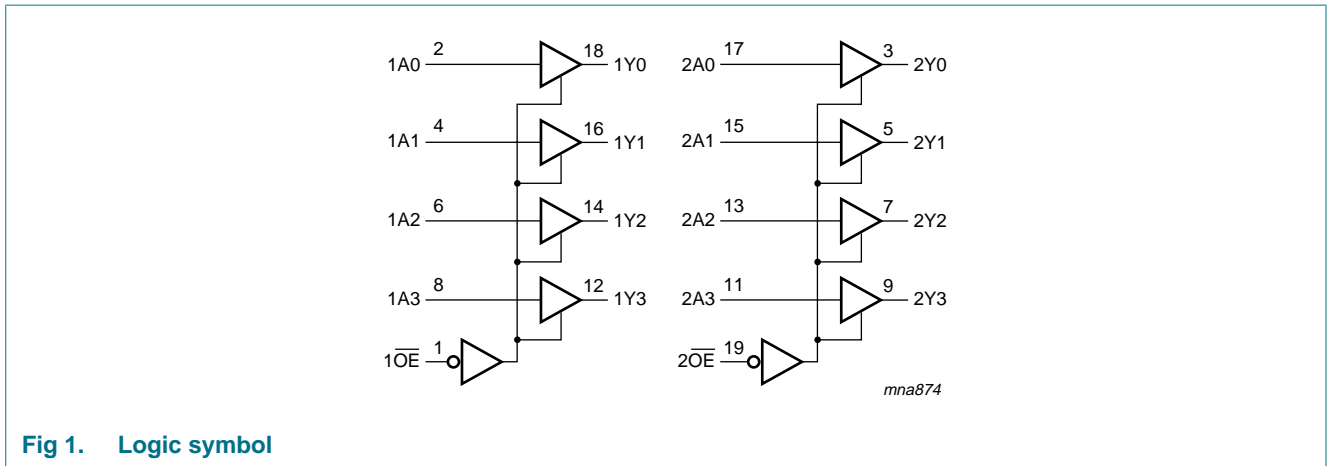 1A0 2 18 1Y0 2A0 17 3 2Y0
1A1 4 16 1Y1 2A1 15 5 2Y1
1A2 6 14 1Y2 2A2 13 7 2Y2
1A3 8 12 1Y3 2A3 11 9 2Y3
1O̅E̅ 1 2O̅E̅ 19
mna874
Fig 1. Logic symbol